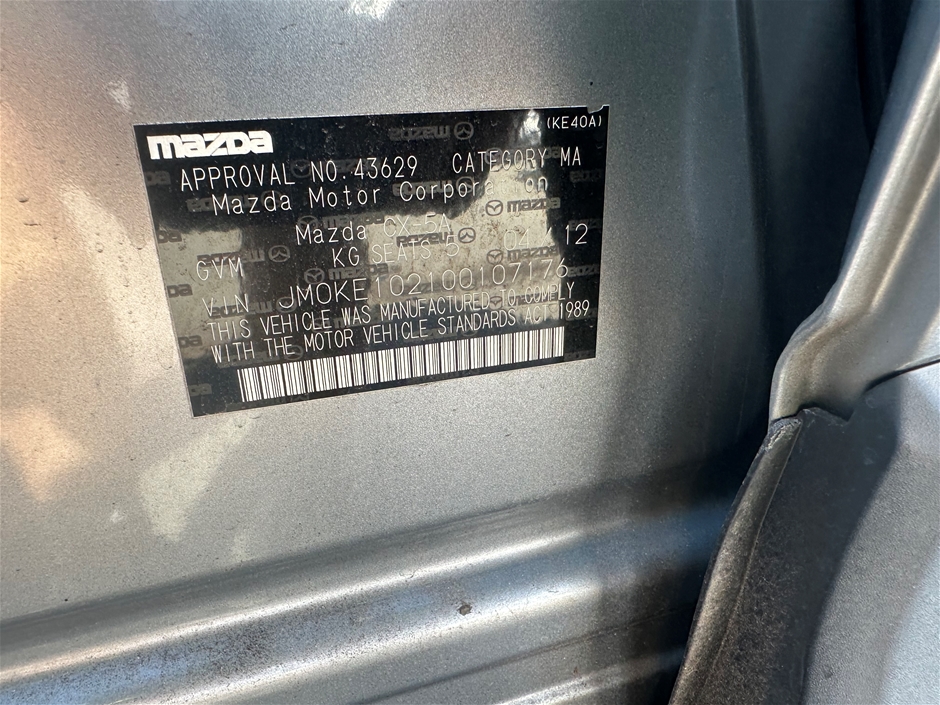 mazda (KE40A)
APPROVAL NO.43629 CATEGORY MA
Mazda Motor Corporation
Mazda CX-5A
GVM KG SEATS 5 04 12
VIN JM0KE102100107176
THIS VEHICLE WAS MANUFACTURED TO COMPLY
WITH THE MOTOR VEHICLE STANDARDS ACT 1989